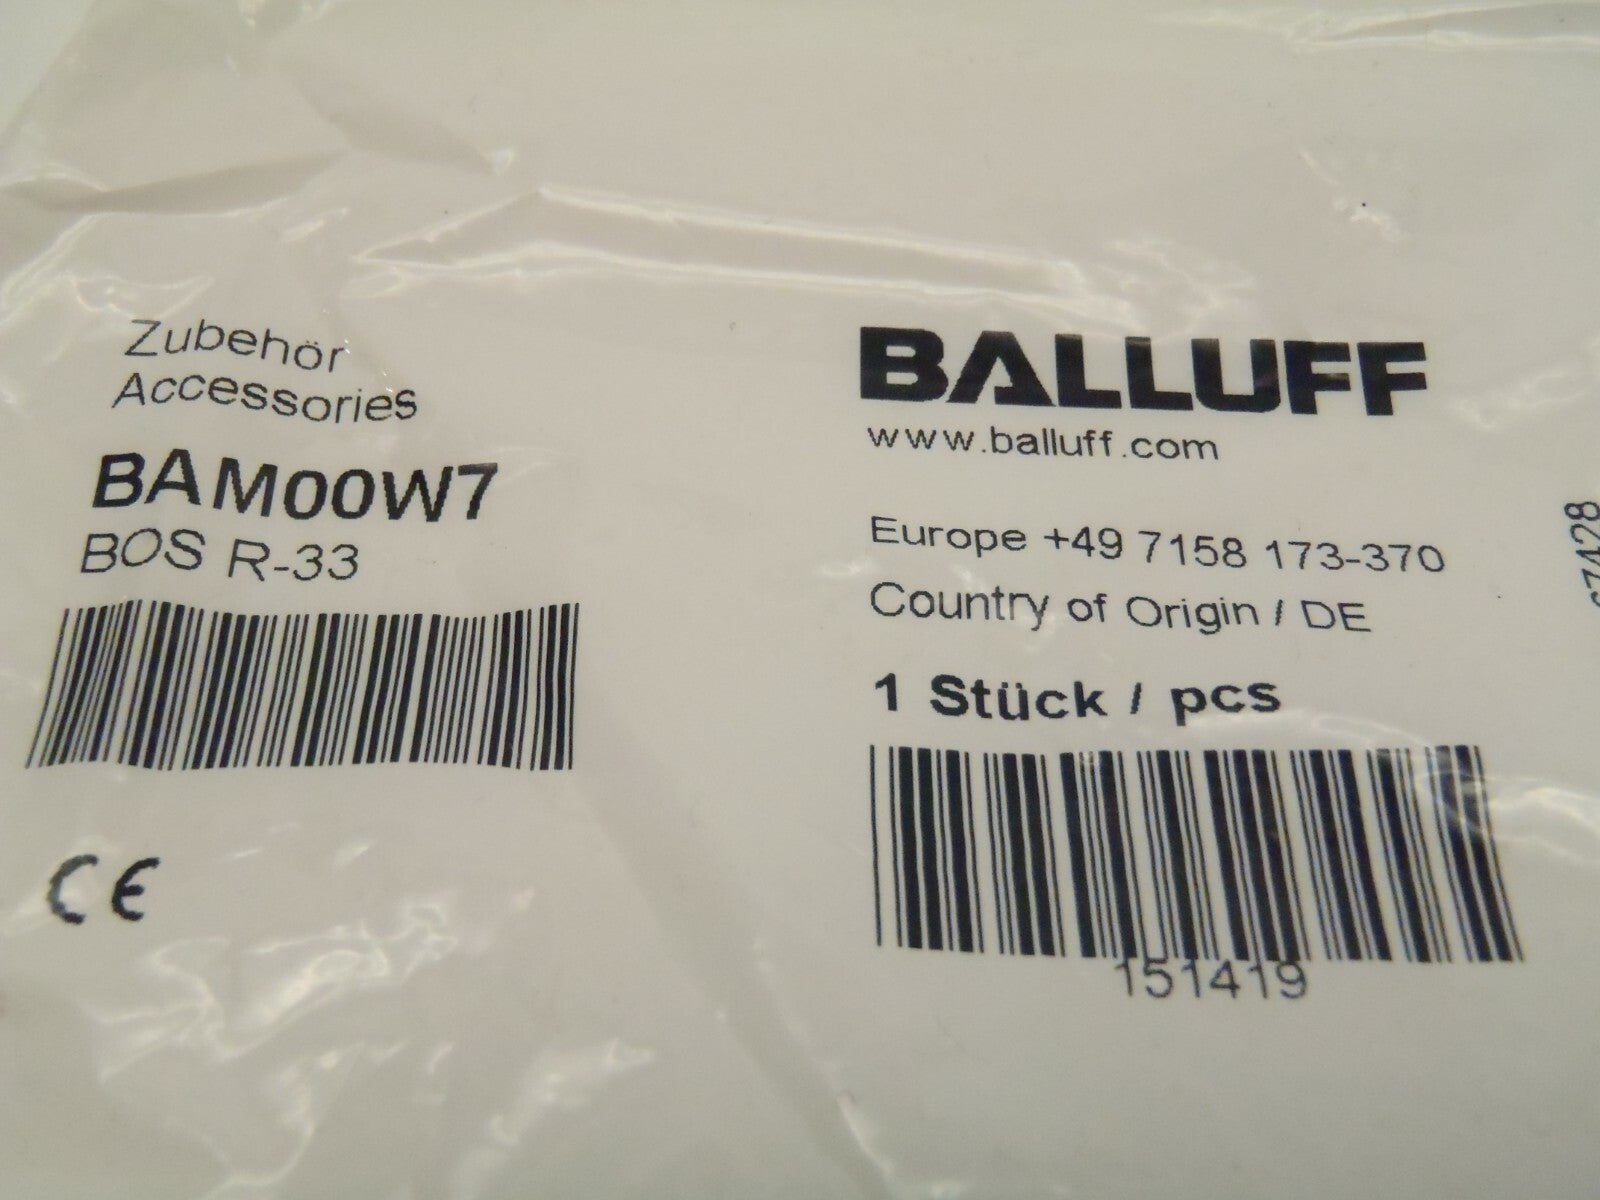 Zubehör
Accessories
BAM00W7
BOS R-33
CE
BALLUFF
www.balluff.com
Europe +49 7158 173-370
Country of Origin / DE
1 Stück / pcs
151419